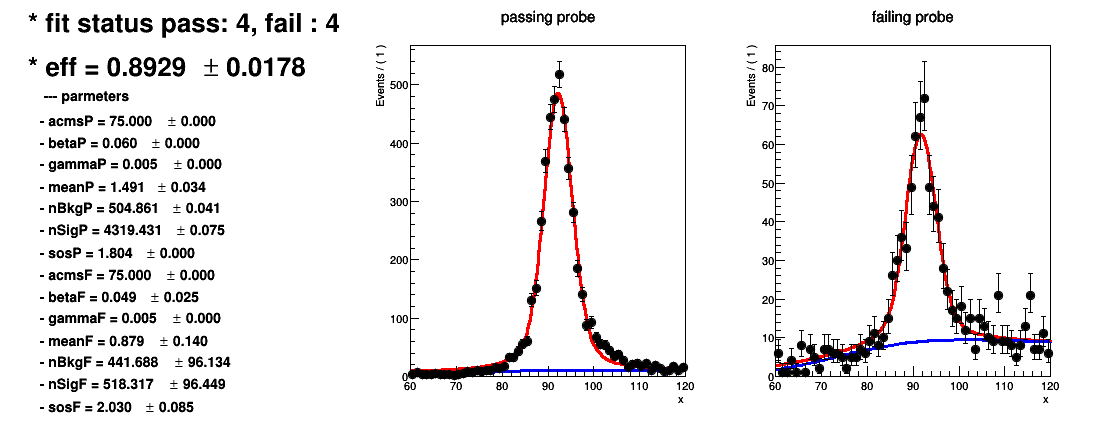 * fit status pass: 4, fail : 4
* eff = 0.8929 ± 0.0178
--- parmeters
- acmsP = 75.000 ± 0.000
- betaP = 0.060 ± 0.000
- gammaP = 0.005 ± 0.000
- meanP = 1.491 ± 0.034
- nBkgP = 504.861 ± 0.041
- nSigP = 4319.431 ± 0.075
- sosP = 1.804 ± 0.000
- acmsF = 75.000 ± 0.000
- betaF = 0.049 ± 0.025
- gammaF = 0.005 ± 0.000
- meanF = 0.879 ± 0.140
- nBkgF = 441.688 ± 96.134
- nSigF = 518.317 ± 96.449
- sosF = 2.030 ± 0.085
passing probe
Events / ( 1 )
500
400
300
200
100
0
60 70 80 90 100 110 120
x
failing probe
Events / ( 1 )
80
70
60
50
40
30
20
10
0
60 70 80 90 100 110 120
x